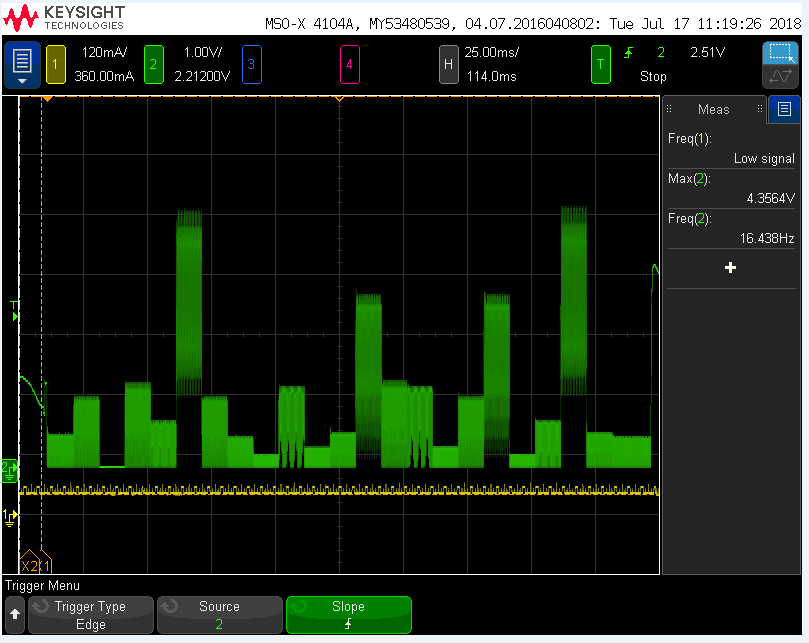 KEYSIGHT
TECHNOLOGIES
MSO-X 4104A, MY53480539, 04.07.2016040802: Tue Jul 17 11:19:26 2018
1 120mA/ 2 1.00V/ 3 4 H 25.00ms/ T 2 2.51V
360.00mA 2.21200V 114.0ms Stop
Meas
Freq(1):
Low signal
Max(2):
4.3564V
Freq(2):
16.438Hz
T
2
1
X2 X1
Trigger Menu
Trigger Type Source Slope
Edge 2